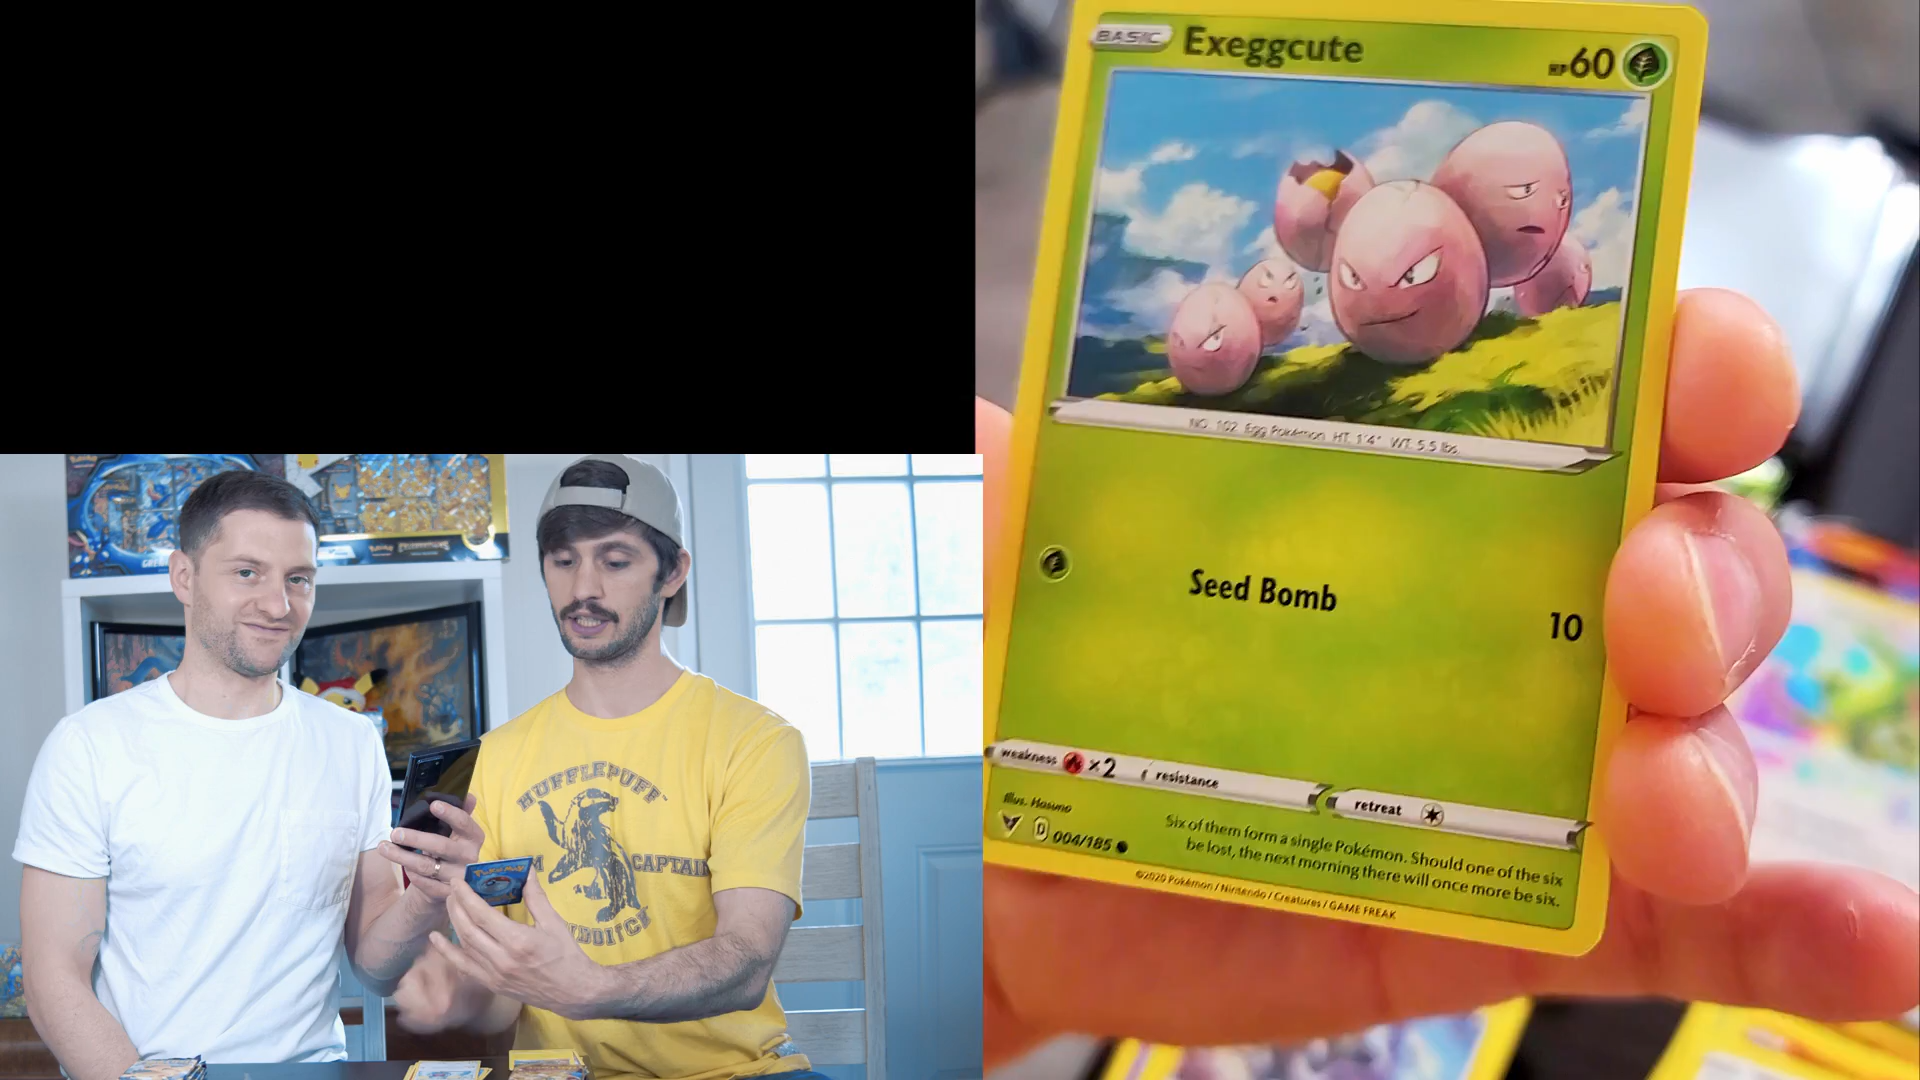 BASIC
Exeggcute
HP60
NO. 102 Egg Pokémon HT. 1'4" WT. 5.5 lbs.
Seed Bomb
10
weakness ×2
resistance
retreat
Illus. Hasuno
D 004/185
Six of them form a single Pokémon. Should one of the six
be lost, the next morning there will once more be six.
©2020 Pokémon / Nintendo / Creatures / GAME FREAK
HUFFLEPUFF
CAPTAIN